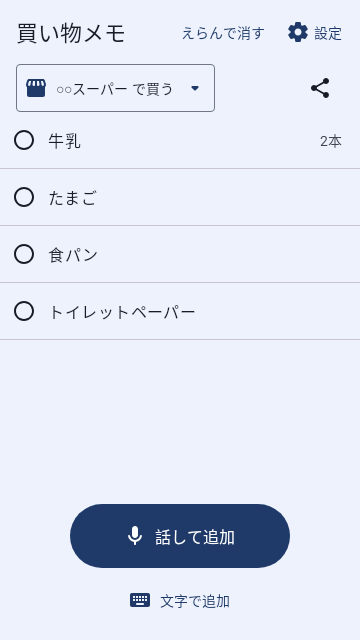 買い物メモ えらんで消す 設定
○○スーパー で買う
牛乳 2本
たまご
食パン
トイレットペーパー
話して追加
文字で追加